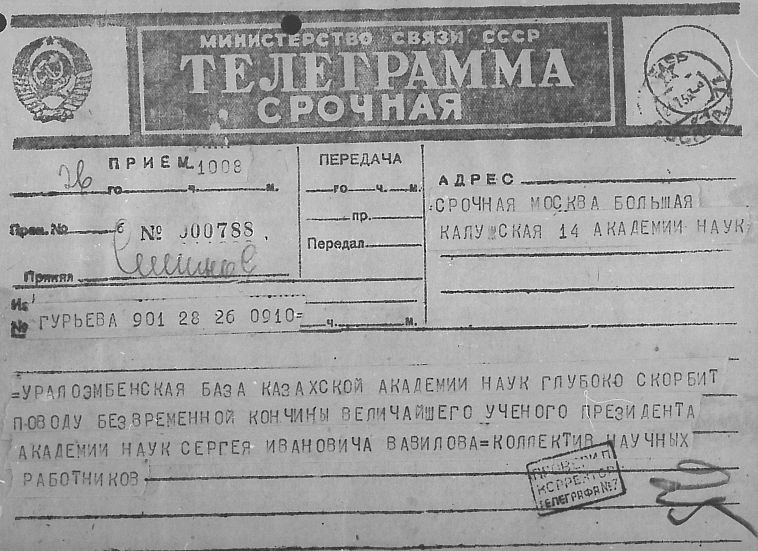 МИНИСТЕРСТВО СВЯЗИ СССР
ТЕЛЕГРАММА
СРОЧНАЯ
ПРИЕМ 1008
го ч. м.
Прав. № б № 000788
Принял
Из
№ ГУРЬЕВА 901 28 26 0910=
ПЕРЕДАЧА
го ч. м.
пр.
Передал
ч. м.
АДРЕС
СРОЧНАЯ МОСКВА БОЛЬШАЯ
КАЛУЖСКАЯ 14 АКАДЕМИИ НАУК
=УРАЛОЭМБЕНСКАЯ БАЗА КАЗАХСКОЙ АКАДЕМИИ НАУК ГЛУБОКО СКОРБИТ
ПОВОДУ БЕЗВРЕМЕННОЙ КОНЧИНЫ ВЕЛИЧАЙШЕГО УЧЕНОГО ПРЕЗИДЕНТА
АКАДЕМИИ НАУК СЕРГЕЯ ИВАНОВИЧА ВАВИЛОВА=КОЛЛЕКТИВ НАУЧНЫХ
РАБОТНИКОВ
ПРОВЕРИЛ
КОРРЕКТОР
ТЕЛЕГРАФА №7